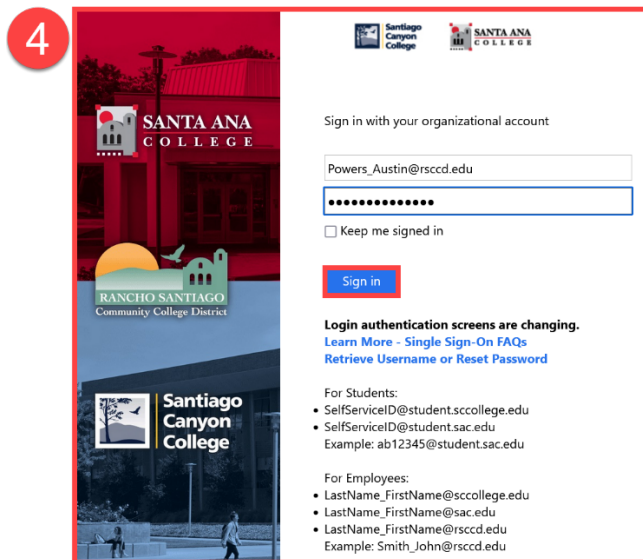 4
Santiago
Canyon
College
SANTA ANA
COLLEGE
SANTA ANA
COLLEGE
RANCHO SANTIAGO
Community College District
Santiago
Canyon
College
Sign in with your organizational account
Powers_Austin@rsccd.edu
••••••••••••••
Keep me signed in
Sign in
Login authentication screens are changing.
Learn More - Single Sign-On FAQs
Retrieve Username or Reset Password
For Students:
• SelfServiceID@student.sccollege.edu
• SelfServiceID@student.sac.edu
Example: ab12345@student.sac.edu
For Employees:
• LastName_FirstName@sccollege.edu
• LastName_FirstName@sac.edu
• LastName_FirstName@rsccd.edu
Example: Smith_John@rsccd.edu